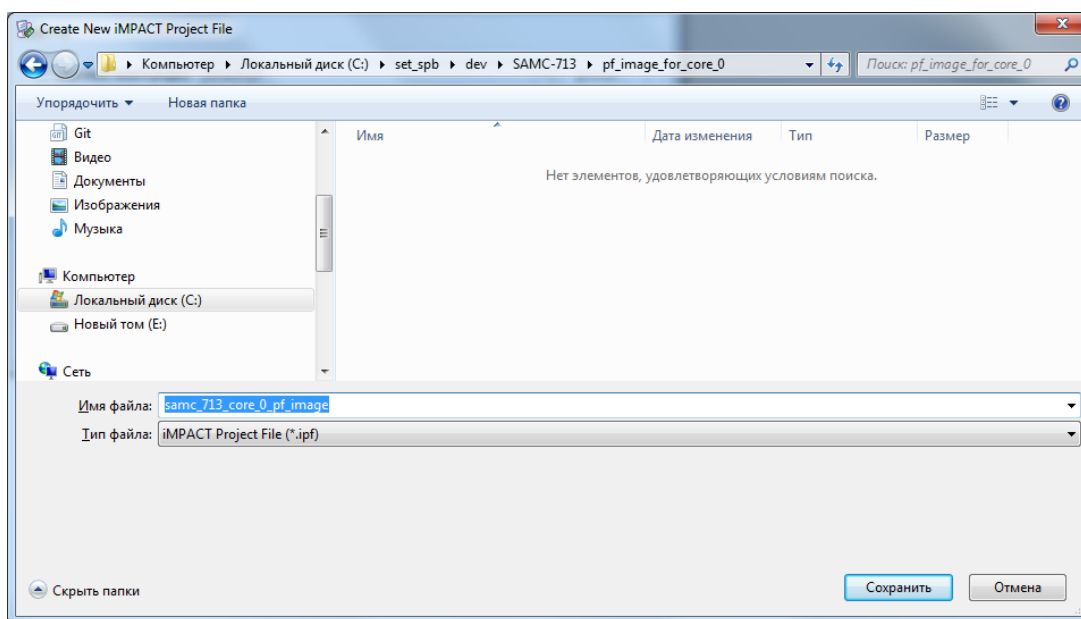 Create New iMPACT Project File
Компьютер ▸ Локальный диск (C:) ▸ set_spb ▸ dev ▸ SAMC-713 ▸ pf_image_for_core_0
Поиск: pf_image_for_core_0
Упорядочить Новая папка
Имя Дата изменения Тип Размер
Нет элементов, удовлетворяющих условиям поиска.
Git
Видео
Документы
Изображения
Музыка
Компьютер
Локальный диск (C:)
Новый том (E:)
Сеть
Имя файла: samc_713_core_0_pf_image
Тип файла: iMPACT Project File (*.ipf)
Скрыть папки
Сохранить Отмена